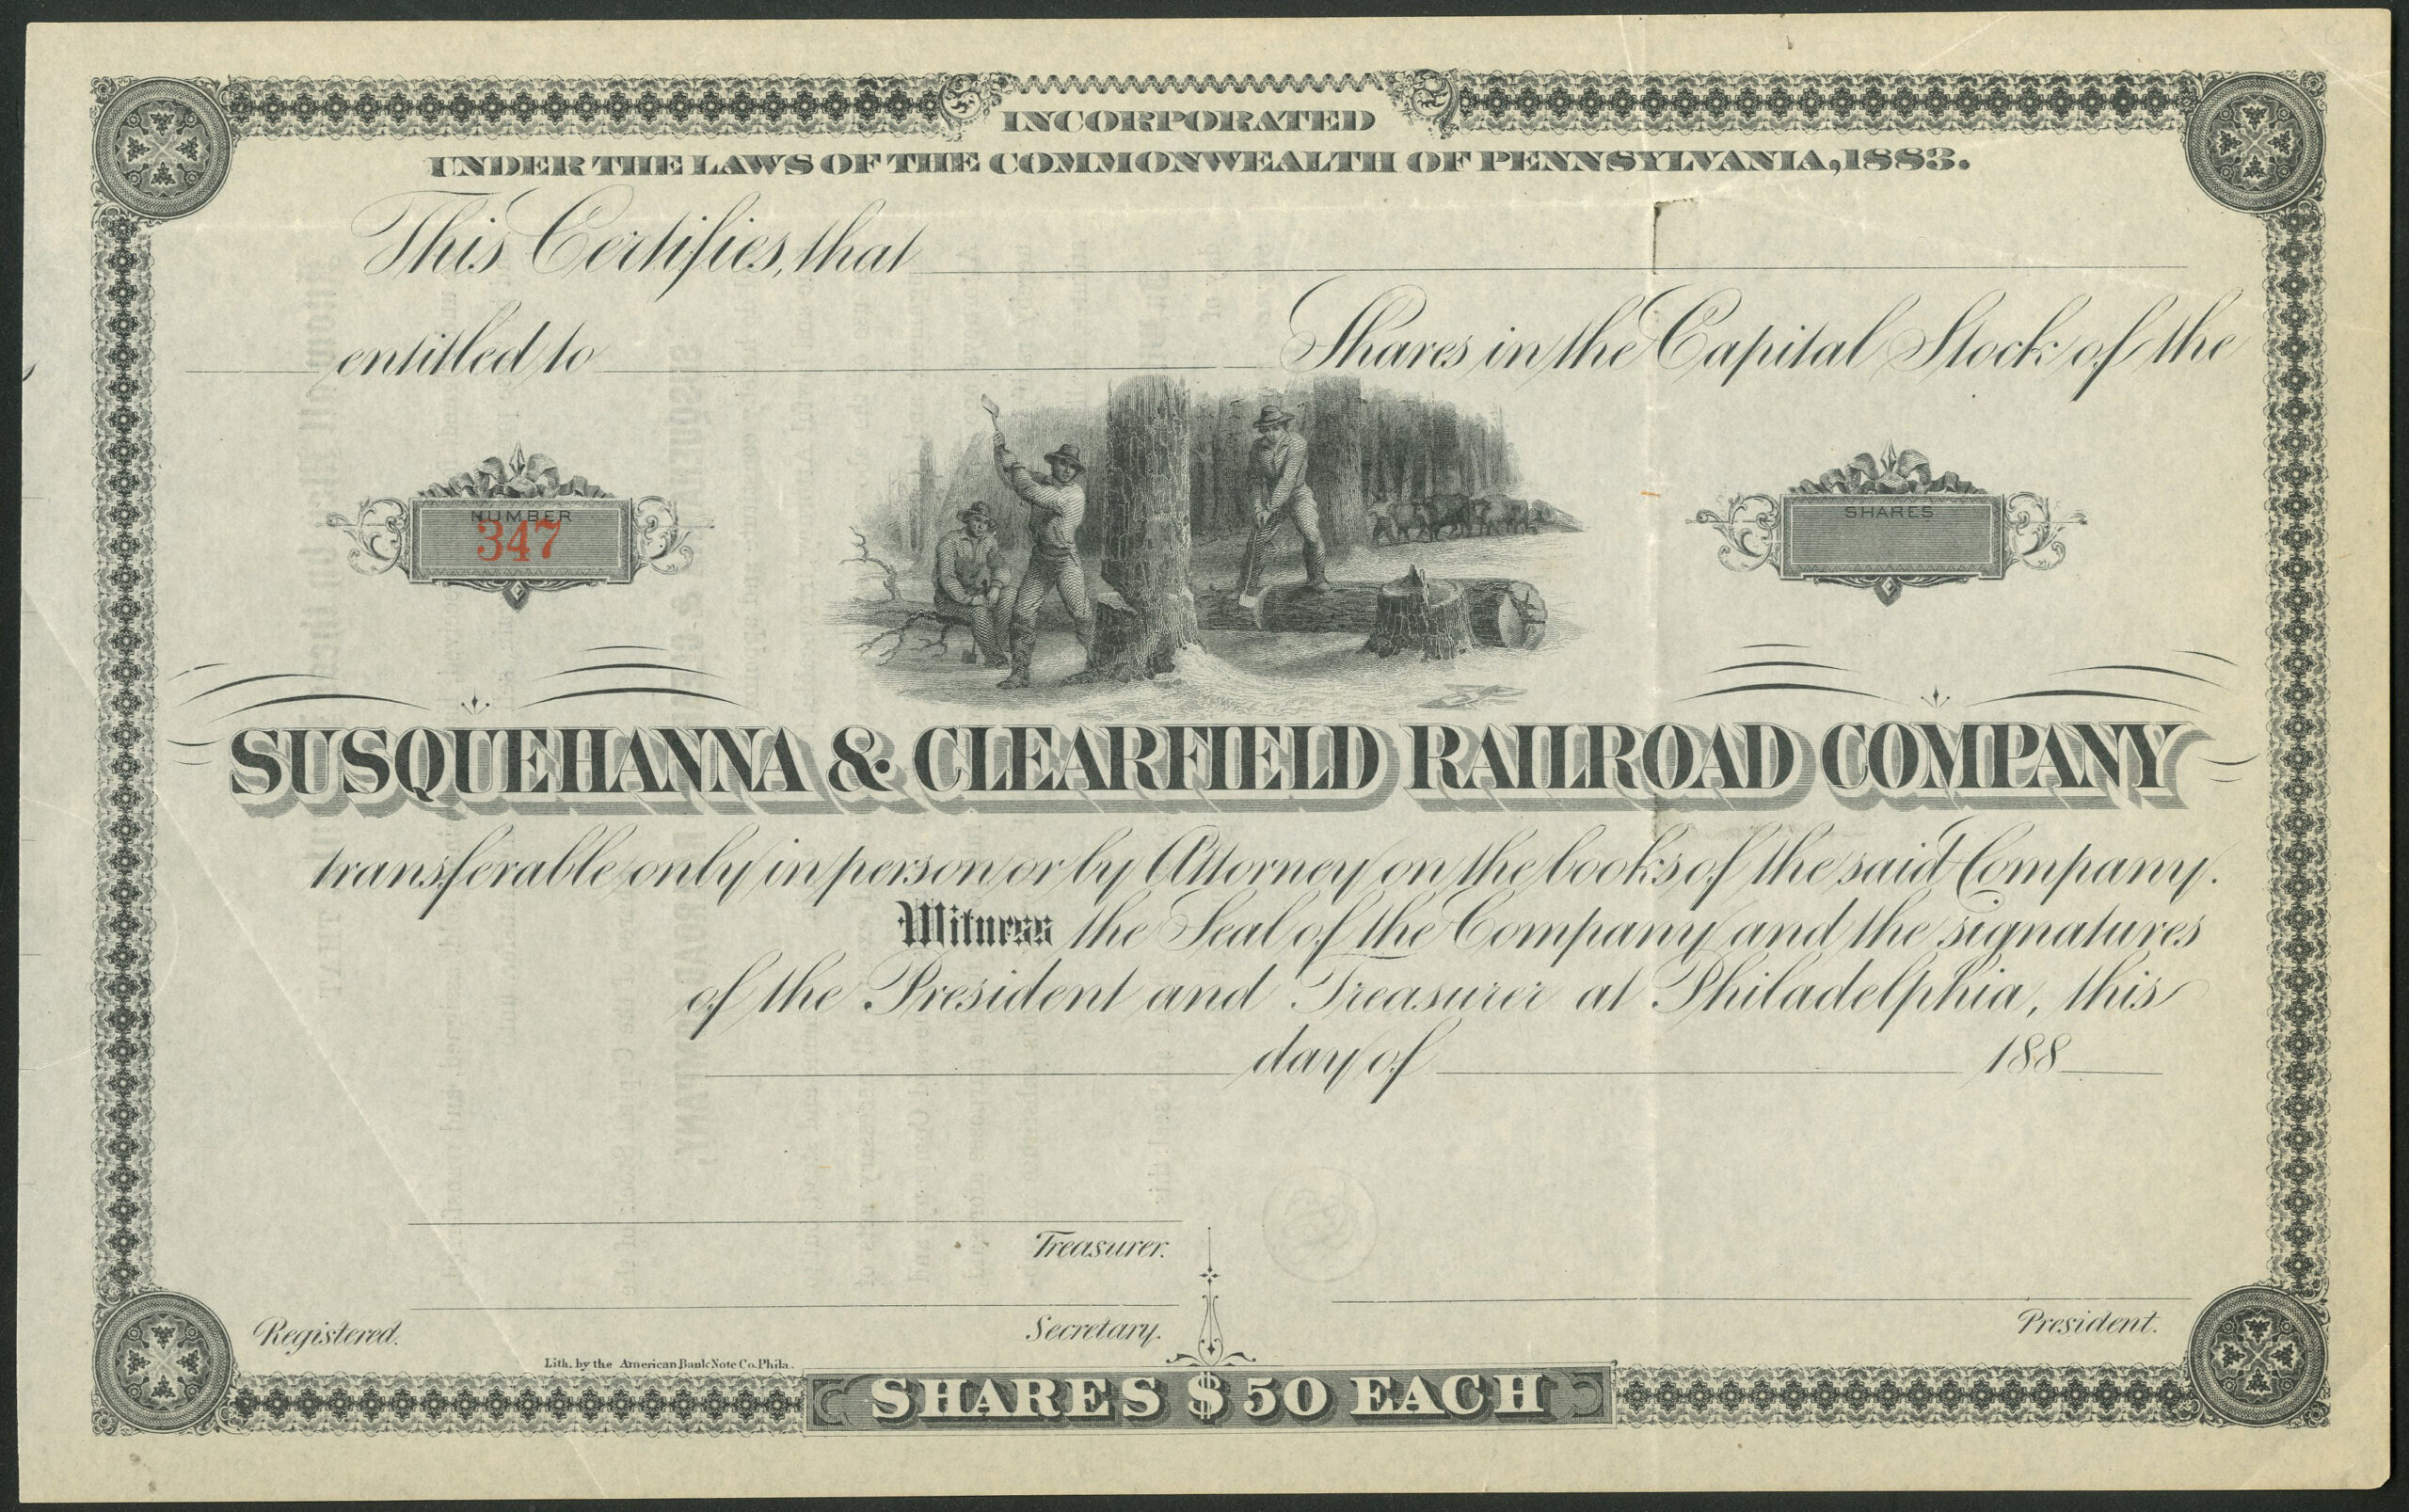 INCORPORATED
UNDER THE LAWS OF THE COMMONWEALTH OF PENNSYLVANIA, 1883.
This Certifies, that
entitled to Shares in the Capital Stock of the
NUMBER
347
SHARES
SUSQUEHANNA & CLEARFIELD RAILROAD COMPANY
transferable only in person or by Attorney on the books of the said Company.
Witness the Seal of the Company and the signatures
of the President and Treasurer at Philadelphia, this
day of 188
Treasurer.
Registered. Secretary. President.
Lith. by the American Bank Note Co. Phila.
SHARES $50 EACH